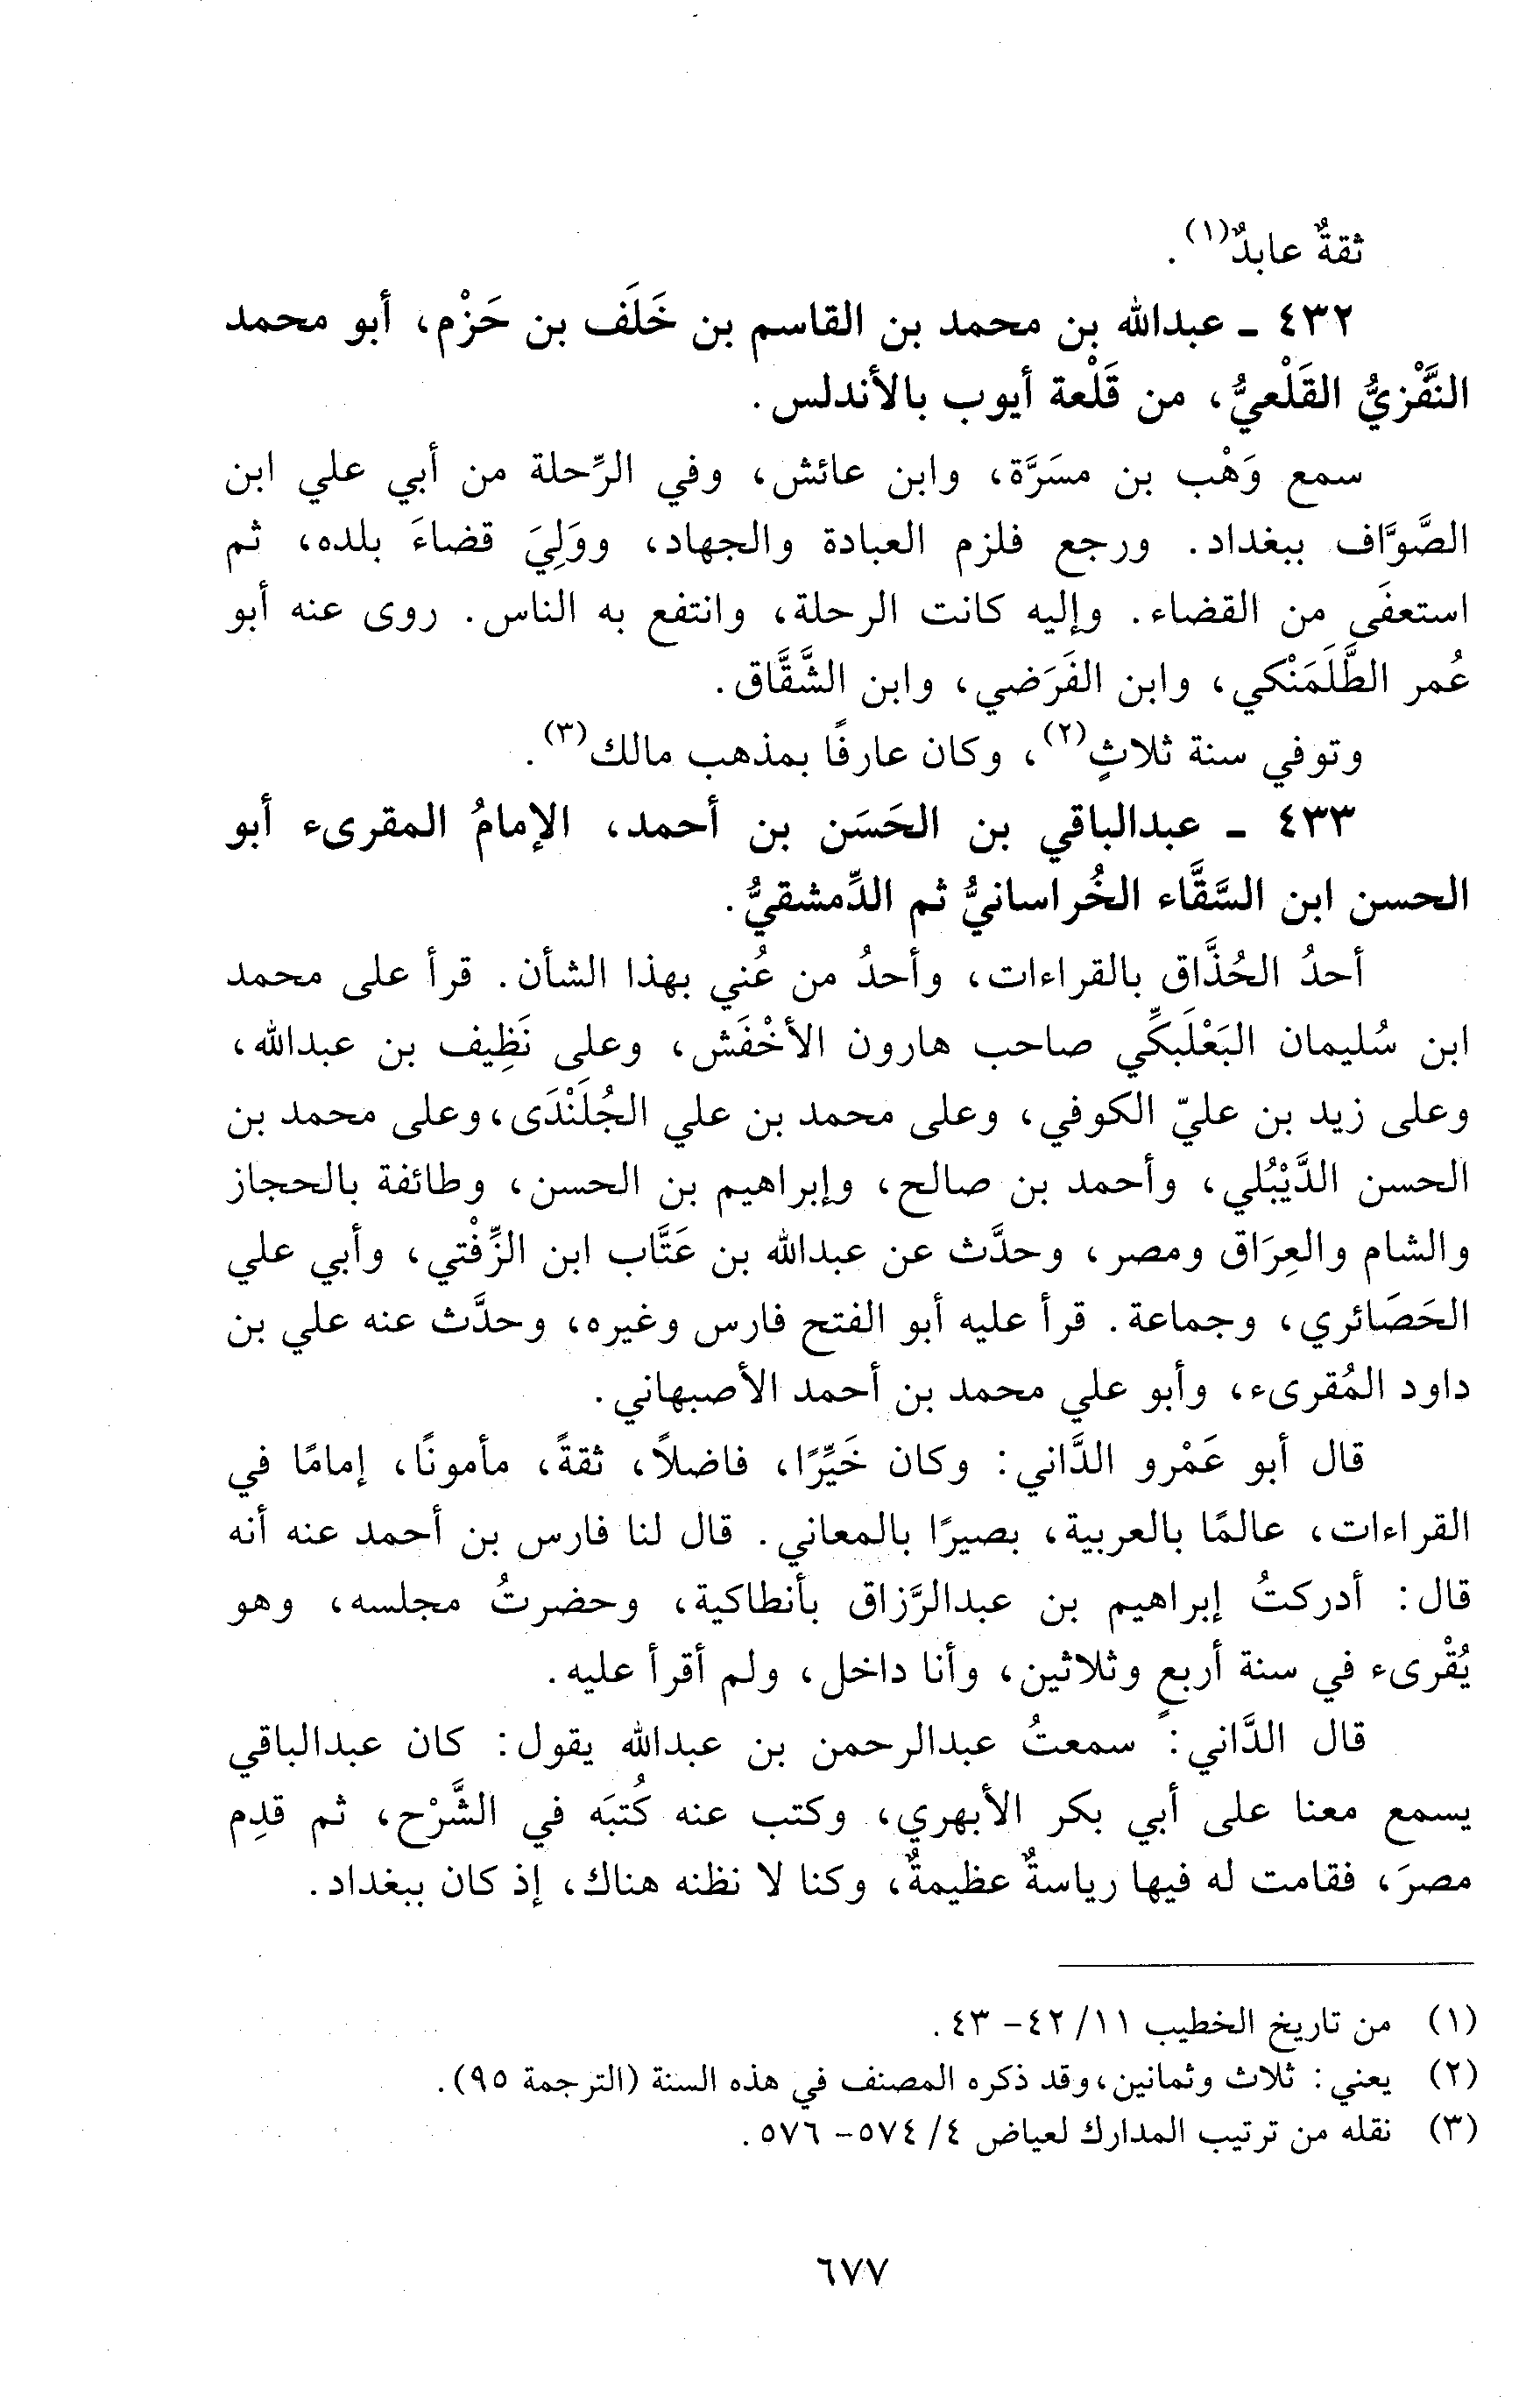 ثقةٌ عابدٌ(١).
٤٣٢ ـ عبدالله بن محمد بن القاسم بن خَلَف بن حَزْم، أبو محمد
النَّفْزيُّ القَلْعيُّ، من قَلْعة أيوب بالأندلس.
سمع وَهْب بن مسَرَّة، وابن عائش، وفي الرِّحلة من أبي علي ابن
الصَّوَّاف ببغداد. ورجع فلزم العبادة والجهاد، ووَلِيَ قضاءَ بلده، ثم
استعفَى من القضاء. وإليه كانت الرحلة، وانتفع به الناس. روى عنه أبو
عُمر الطَّلَمَنْكي، وابن الفَرَضي، وابن الشَّقَّاق.
وتوفي سنة ثلاثٍ(٢)، وكان عارفًا بمذهب مالك(٣).
٤٣٣ ـ عبدالباقي بن الحَسَن بن أحمد، الإمامُ المقرىء أبو
الحسن ابن السَّقَّاء الخُراسانيُّ ثم الدِّمشقيُّ.
أحدُ الحُذَّاق بالقراءات، وأحدُ من عُني بهذا الشأن. قرأ على محمد
ابن سُليمان البَعْلَبكِّي صاحب هارون الأخْفَش، وعلى نَظِيف بن عبدالله،
وعلى زيد بن عليّ الكوفي، وعلى محمد بن علي الجُلَنْدَى، وعلى محمد بن
الحسن الدَّيْبُلي، وأحمد بن صالح، وإبراهيم بن الحسن، وطائفة بالحجاز
والشام والعِرَاق ومصر، وحدَّث عن عبدالله بن عَتَّاب ابن الزِّفْتي، وأبي علي
الحَصَائري، وجماعة. قرأ عليه أبو الفتح فارس وغيره، وحدَّث عنه علي بن
داود المُقرىء، وأبو علي محمد بن أحمد الأصبهاني.
قال أبو عَمْرو الدَّاني: وكان خَيِّرًا، فاضلاً، ثقةً، مأمونًا، إمامًا في
القراءات، عالمًا بالعربية، بصيرًا بالمعاني. قال لنا فارس بن أحمد عنه أنه
قال: أدركتُ إبراهيم بن عبدالرَّزاق بأنطاكية، وحضرتُ مجلسه، وهو
يُقْرىء في سنة أربعٍ وثلاثين، وأنا داخل، ولم أقرأ عليه.
قال الدَّاني: سمعتُ عبدالرحمن بن عبدالله يقول: كان عبدالباقي
يسمع معنا على أبي بكر الأبهري، وكتب عنه كُتبَه في الشَّرْح، ثم قدِم
مصرَ، فقامت له فيها رياسةٌ عظيمةٌ، وكنا لا نظنه هناك، إذ كان ببغداد.
(١) من تاريخ الخطيب ١١/ ٤٢- ٤٣.
(٢) يعني: ثلاث وثمانين، وقد ذكره المصنف في هذه السنة (الترجمة ٩٥).
(٣) نقله من ترتيب المدارك لعياض ٤/ ٥٧٤- ٥٧٦.
٦٧٧